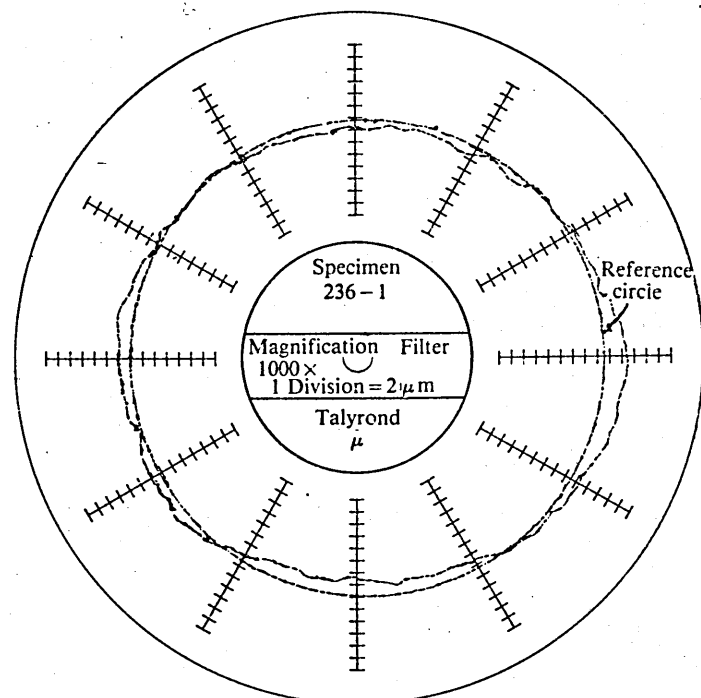 Specimen
236-1
Reference
circle
Magnification Filter
1000×
1 Division = 2 μm
Talyrond
μ